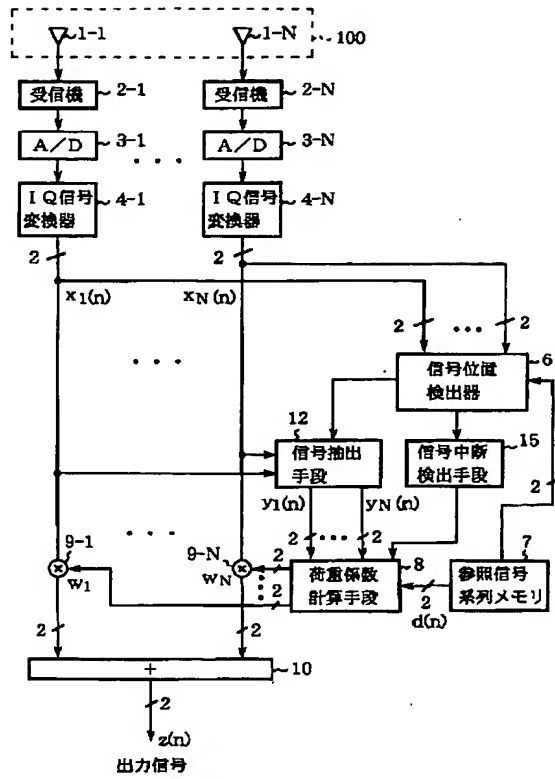 1-1
1-N
100
受信機
2-1
受信機
2-N
A/D
3-1
A/D
3-N
IQ信号
変換器
4-1
IQ信号
変換器
4-N
2
2
x1(n)
xN(n)
2
2
信号位置
検出器
6
12
信号抽出
手段
信号中断
検出手段
15
2
y1(n)
yN(n)
2
2
9-1
w1
9-N
wN
2
2
荷重係数
計算手段
8
2
d(n)
7
参照信号
系列メモリ
2
2
+
10
2
z(n)
出力信号